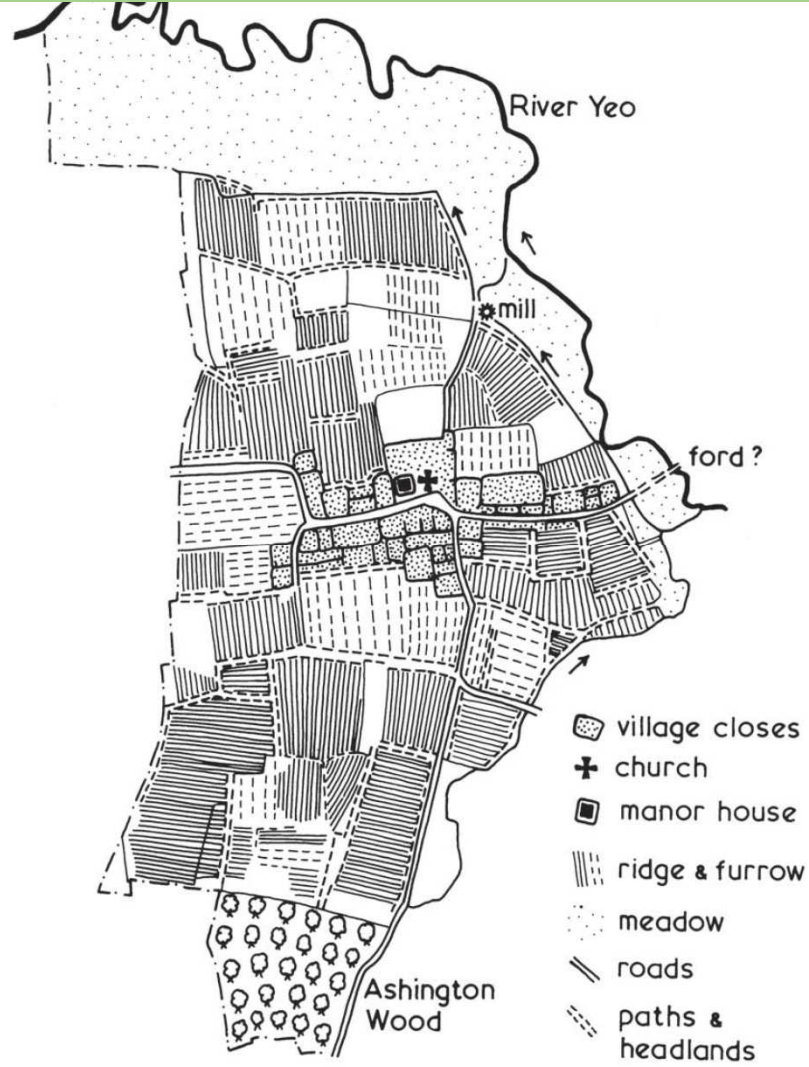 River Yeo
mill
ford ?
village closes
church
manor house
ridge & furrow
meadow
roads
Ashington
Wood
paths &
headlands